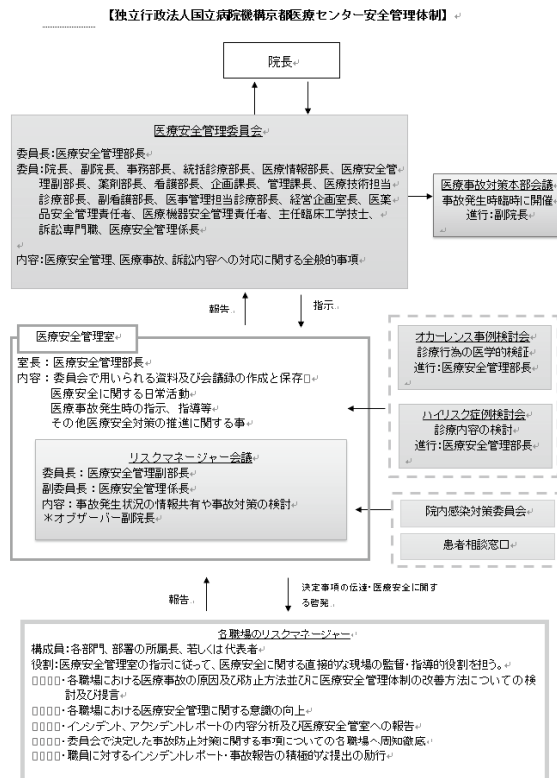 【独立行政法人国立病院機構京都医療センター安全管理体制】
院長
医療安全管理委員会
委員長:医療安全管理部長
委員:院長、副院長、事務部長、統括診療部長、医療情報部長、医療安全管
理副部長、薬剤部長、看護部長、企画課長、管理課長、医療技術担当
診療部長、副看護部長、医事管理担当診療部長、経営企画室長、医薬
品安全管理責任者、医療機器安全管理責任者、主任臨床工学技士、
訴訟専門職、医療安全管理係長
内容:医療安全管理、医療事故、訴訟内容への対応に関する全般的事項
医療事故対策本部会議
事故発生時臨時に開催
進行:副院長
報告
指示
医療安全管理室
室長:医療安全管理部長
内容:委員会で用いられる資料及び会議録の作成と保存□
医療安全に関する日常活動
医療事故発生時の指示、指導等
その他医療安全対策の推進に関する事
リスクマネージャー会議
委員長:医療安全管理副部長
副委員長:医療安全管理係長
内容:事故発生状況の情報共有や事故対策の検討
*オブザーバー副院長
オカーレンス事例検討会
診療行為の医学的検証
進行:医療安全管理部長
ハイリスク症例検討会
診療内容の検討
進行:医療安全管理部長
院内感染対策委員会
患者相談窓口
報告
決定事項の伝達・医療安全に関す
る啓発
各職場のリスクマネージャー
構成員:各部門、部署の所属長、若しくは代表者
役割:医療安全管理室の指示に従って、医療安全に関する直接的な現場の監督・指導的役割を担う。
□□□□・各職場における医療事故の原因及び防止方法並びに医療安全管理体制の改善方法についての検
討及び提言
□□□□・各職場における医療安全管理に関する意識の向上
□□□□・インシデント、アクシデントレポートの内容分析及び医療安全管室への報告
□□□□・委員会で決定した事故防止対策に関する事項についての各職場へ周知徹底
□□□□・職員に対するインシデントレポート・事故報告の積極的な提出の励行